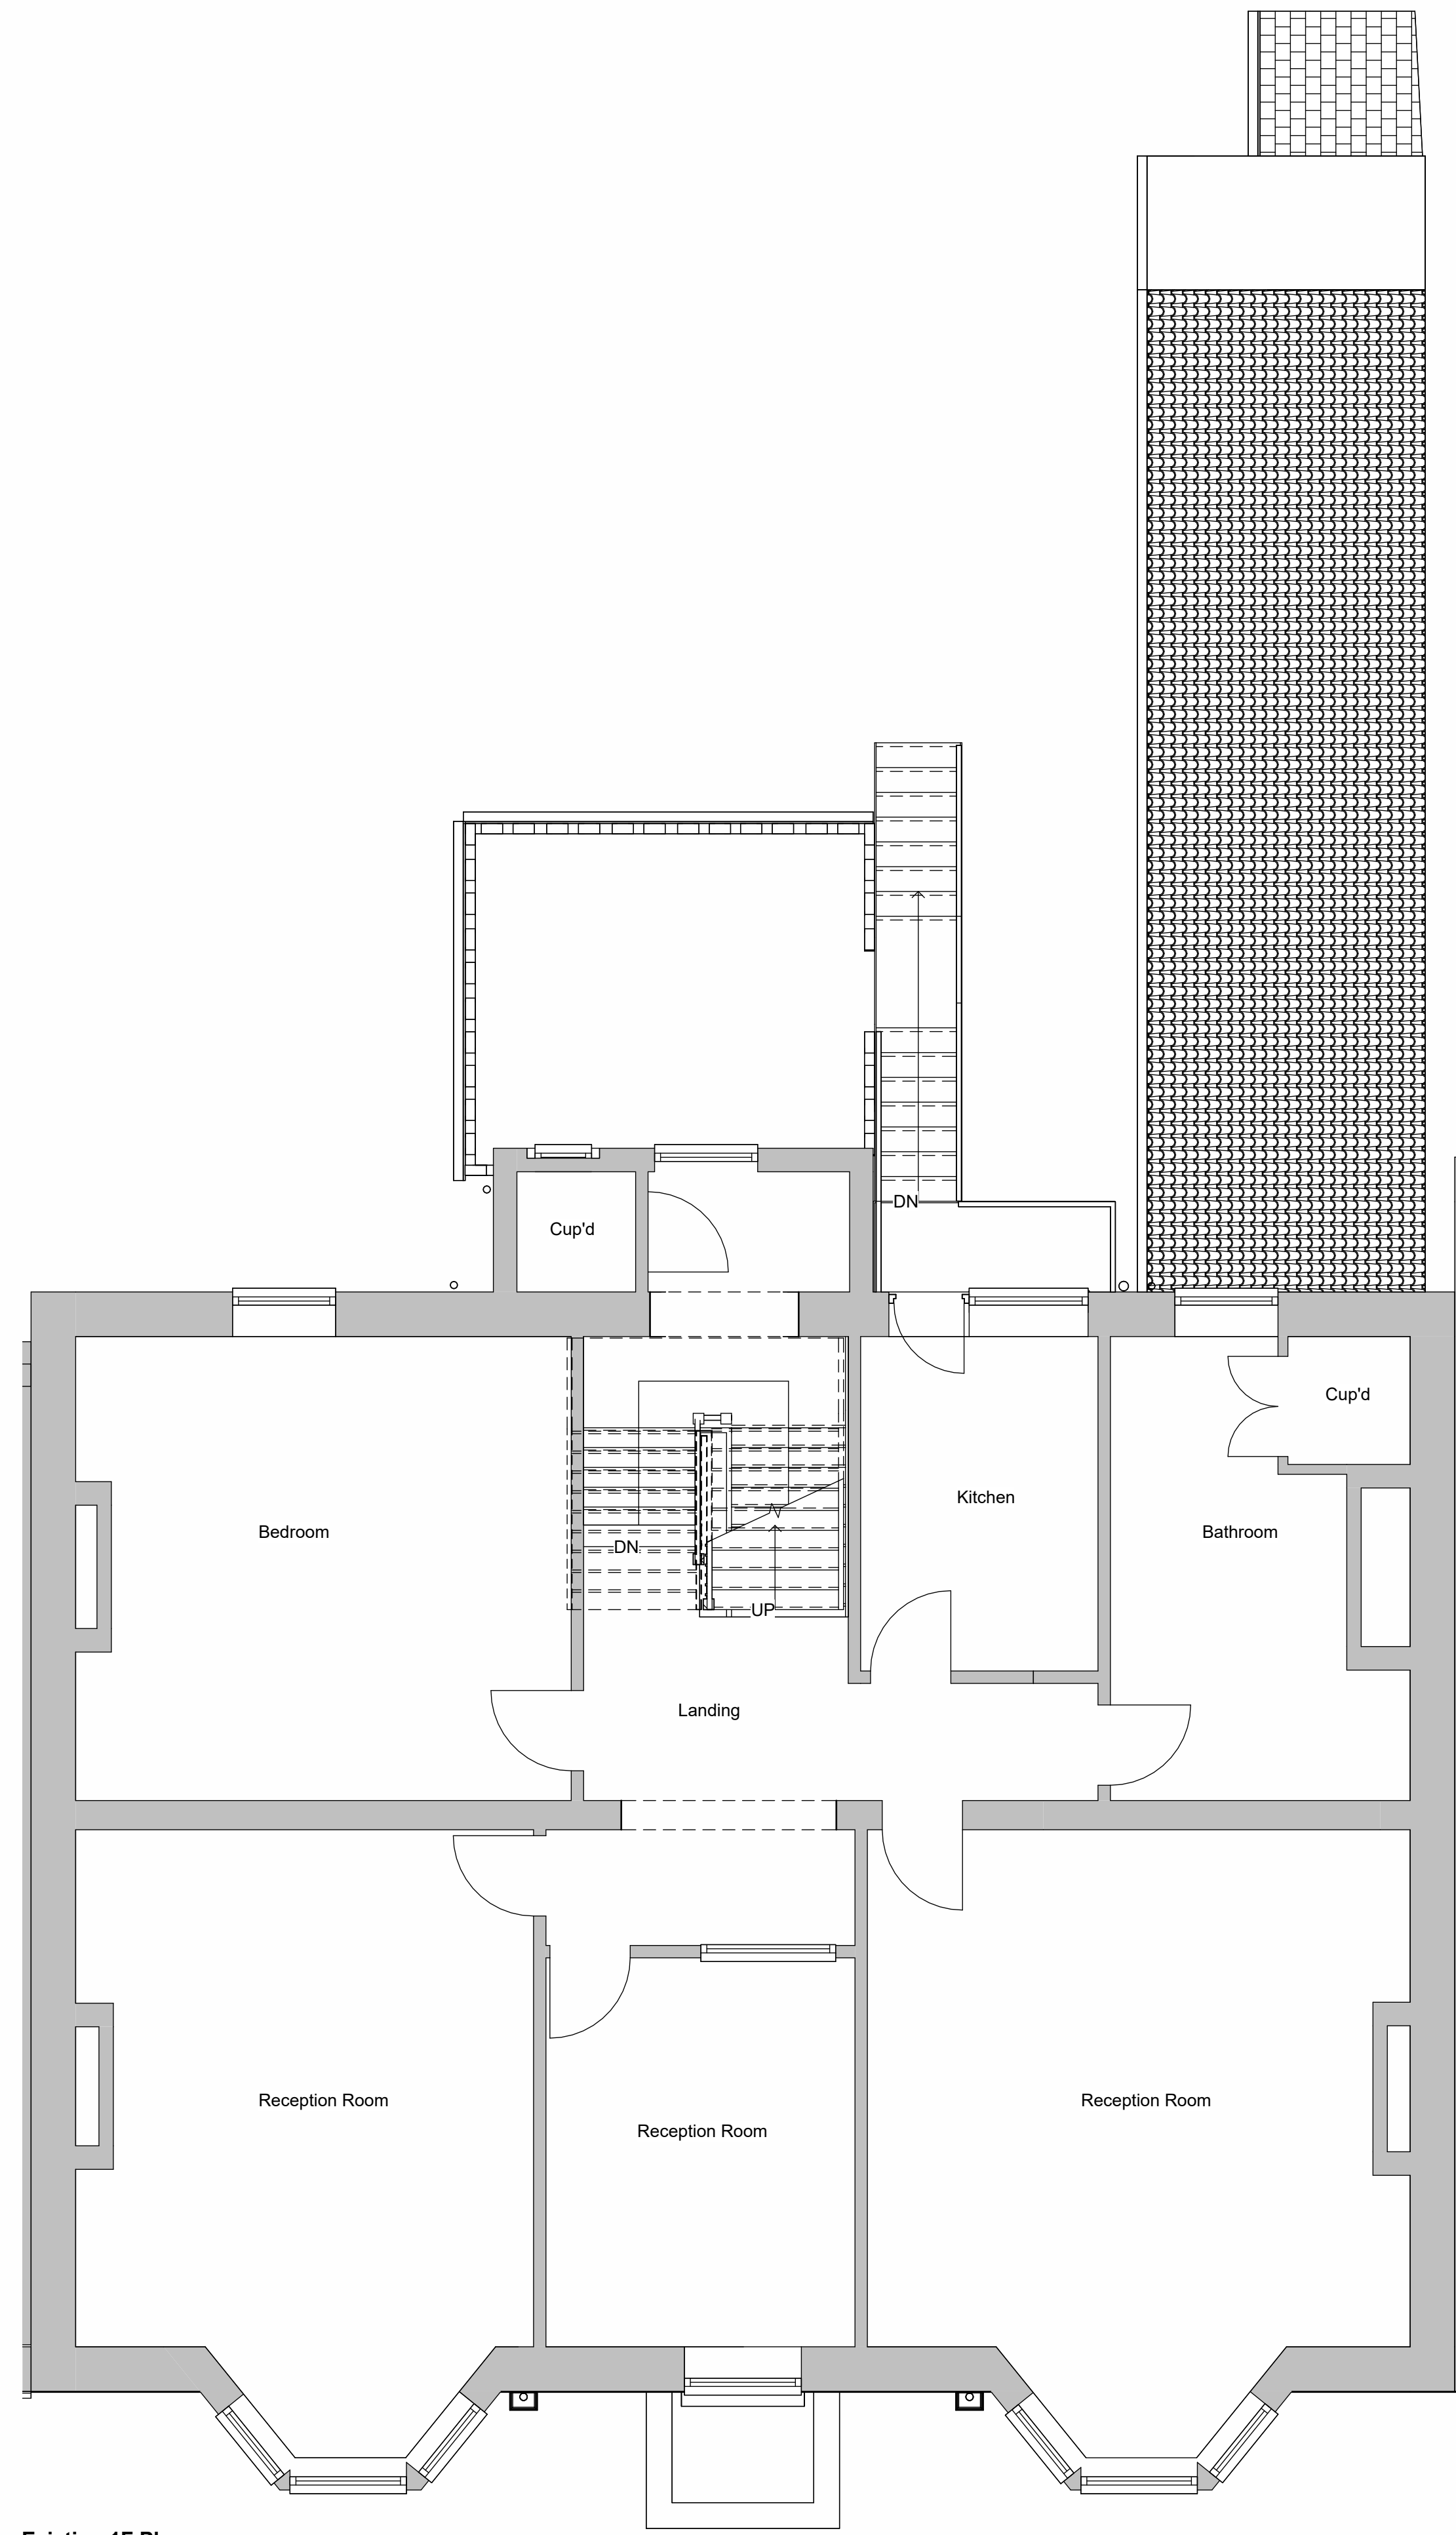 DN
Cup'd
Cup'd
Kitchen
Bedroom
Bathroom
DN
UP
Landing
Reception Room
Reception Room
Reception Room